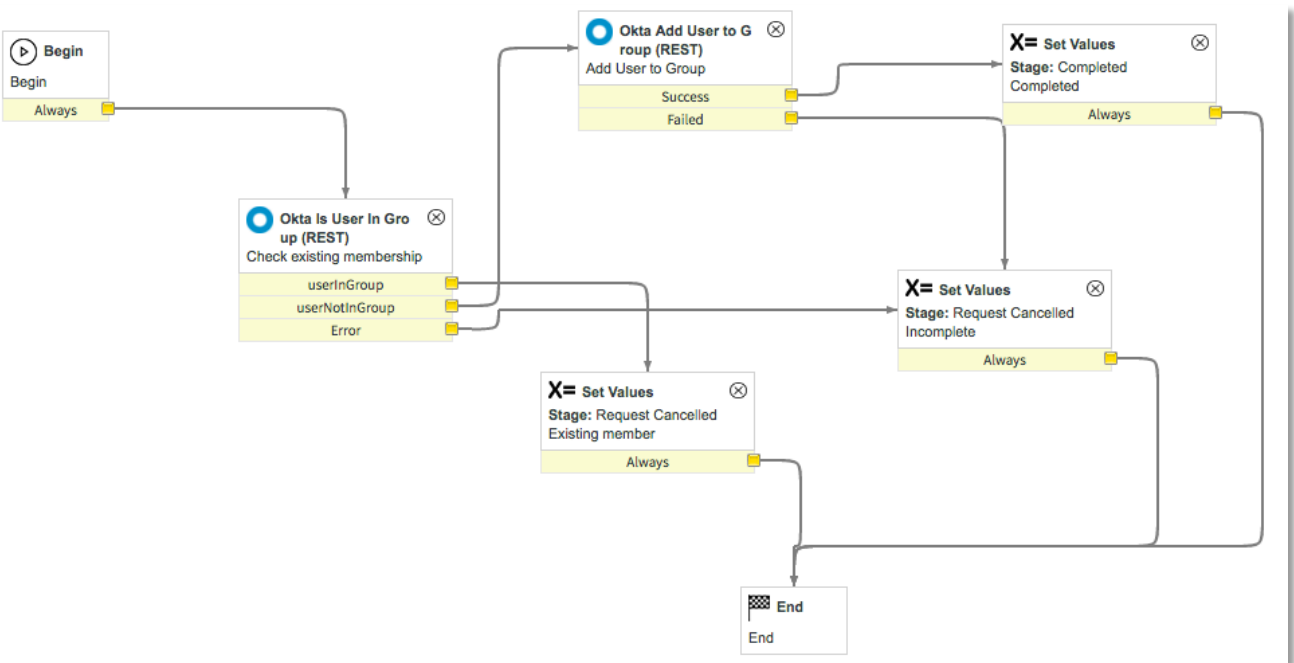 Begin
Begin
Always
Okta Add User to G
roup (REST)
Add User to Group
Success
Failed
X= Set Values
Stage: Completed
Completed
Always
Okta Is User In Gro
up (REST)
Check existing membership
userInGroup
userNotInGroup
Error
X= Set Values
Stage: Request Cancelled
Incomplete
Always
X= Set Values
Stage: Request Cancelled
Existing member
Always
End
End